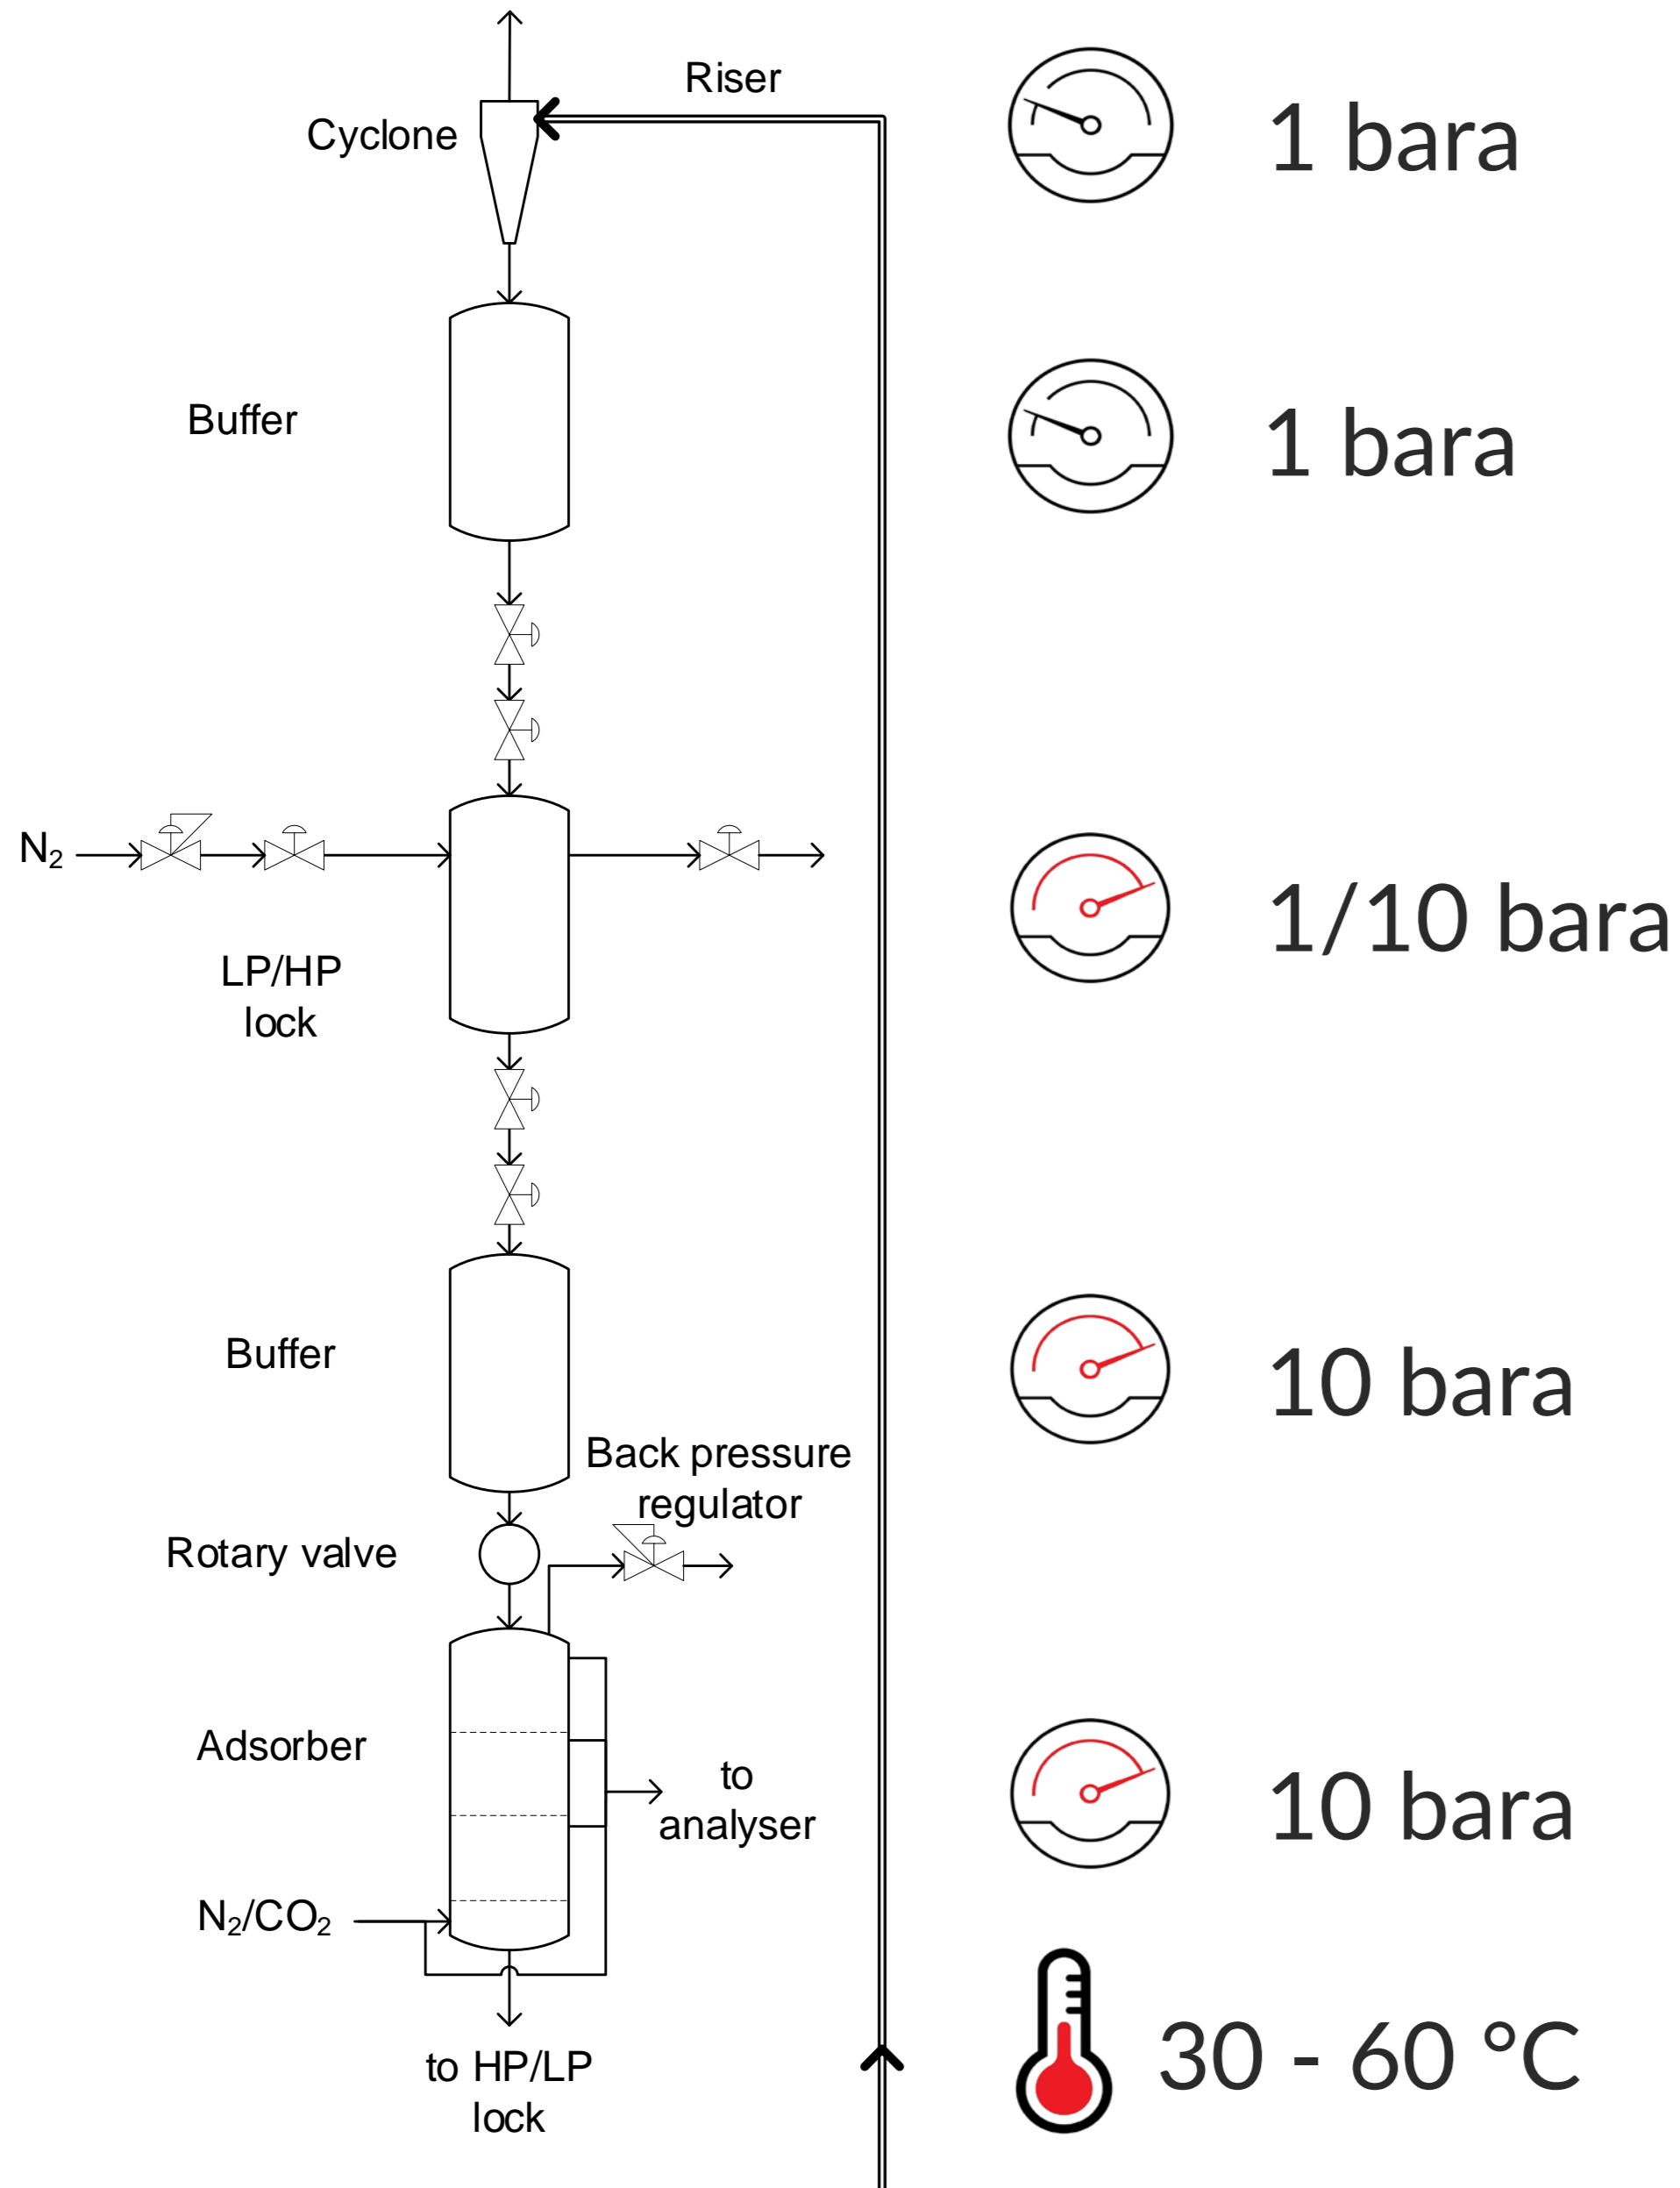 Riser
Cyclone
1 bara
Buffer
1 bara
N₂
LP/HP
lock
1/10 bara
Buffer
10 bara
Back pressure
regulator
Rotary valve
Adsorber
to
analyser
10 bara
N₂/CO₂
to HP/LP
lock
30 - 60 °C